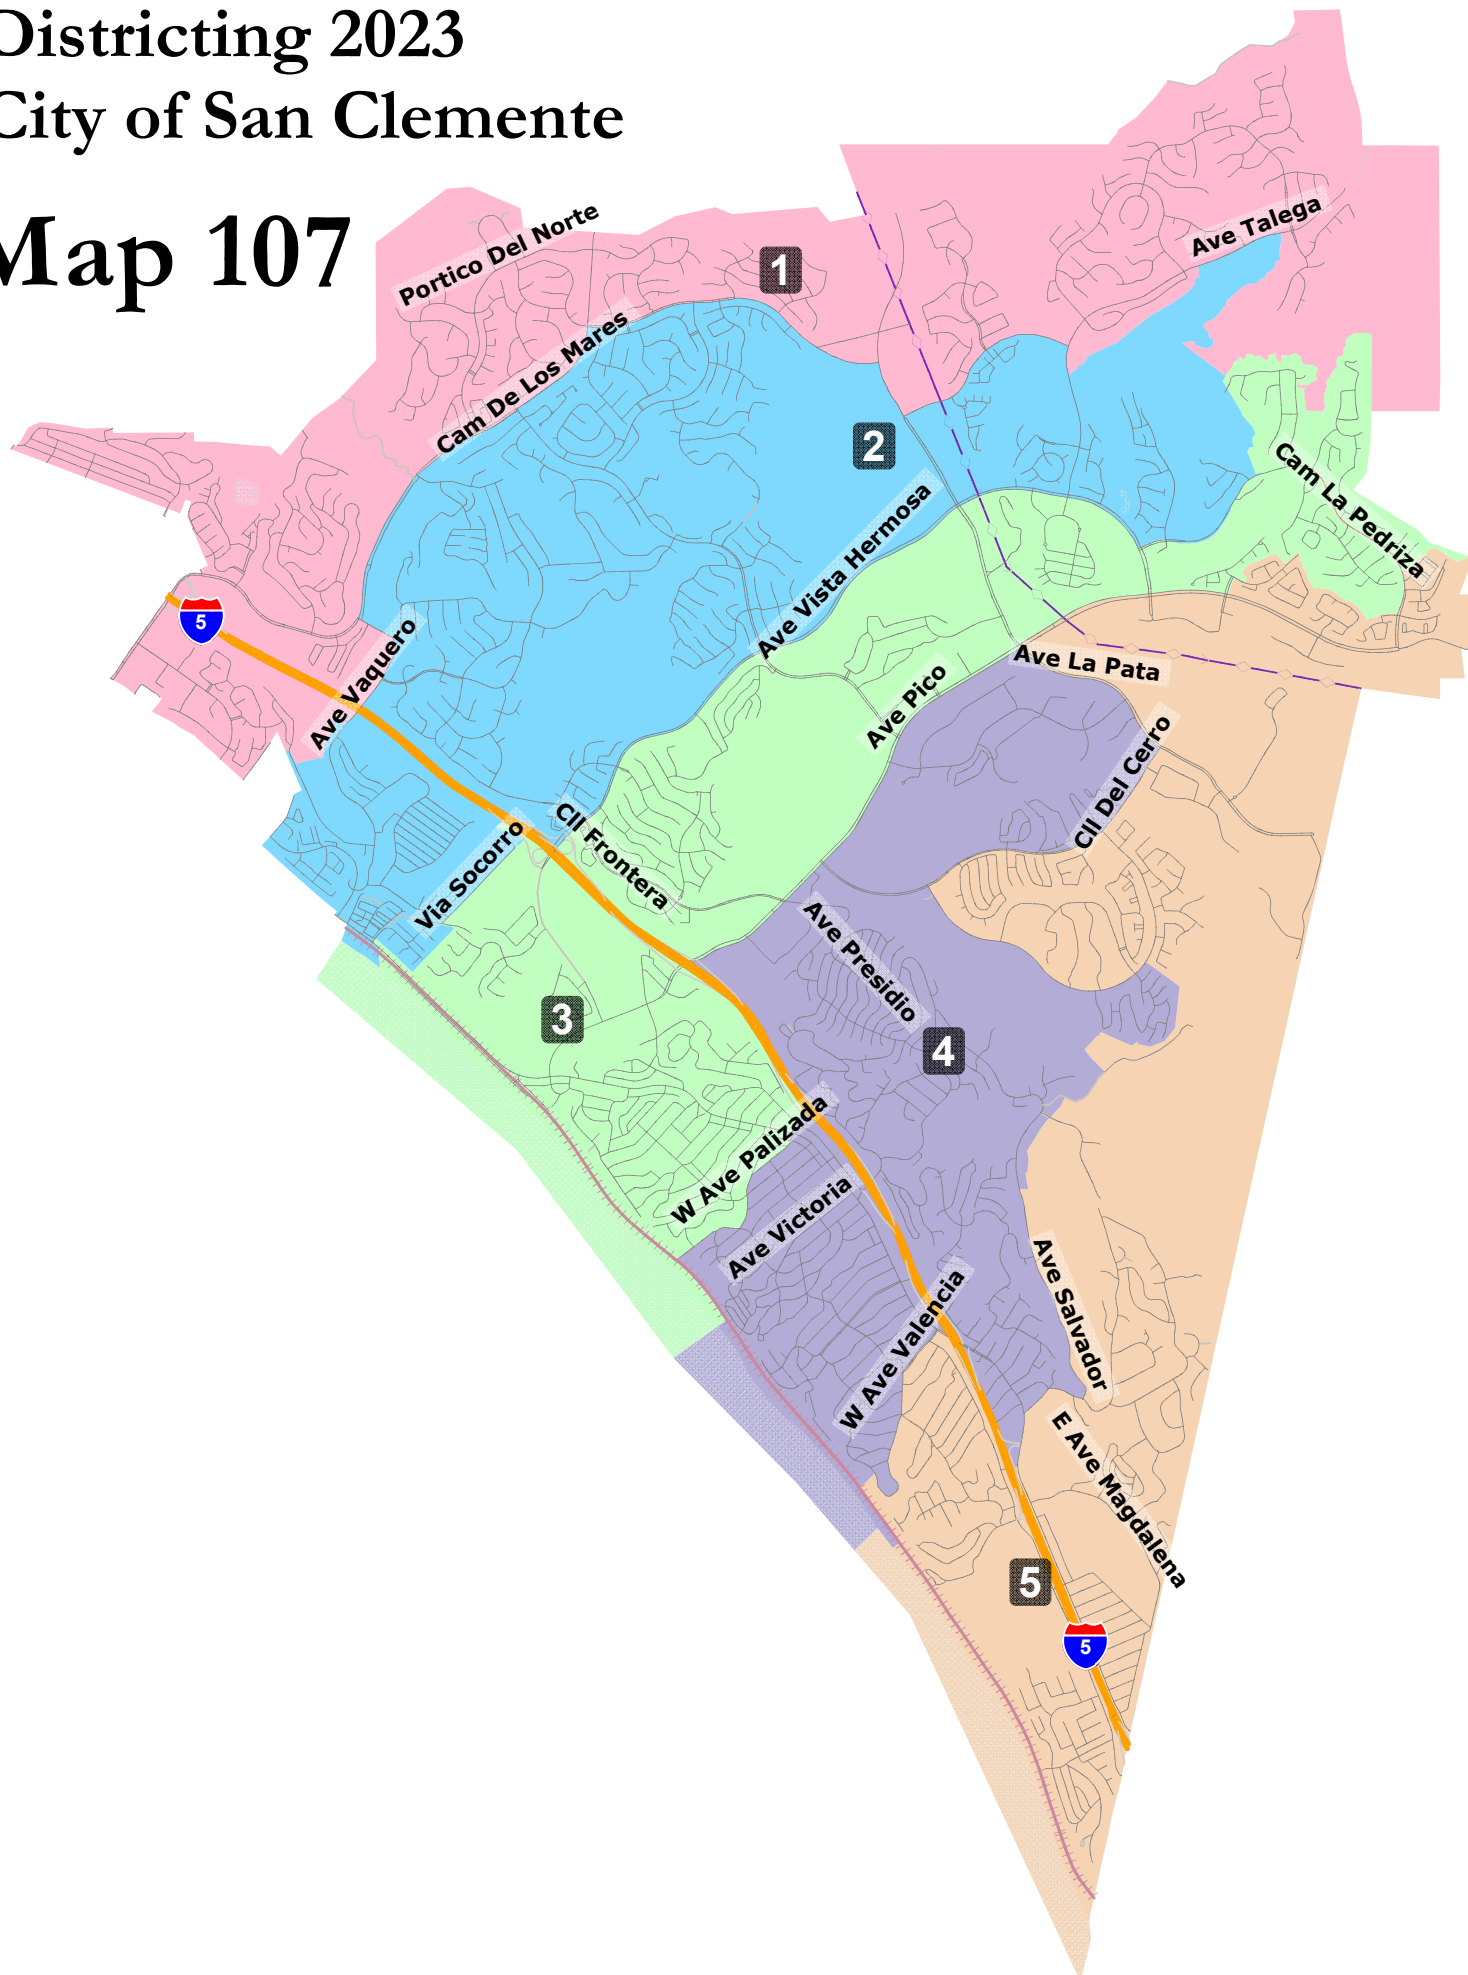 Districting 2023
City of San Clemente
Map 107
Portico Del Norte
1
Ave Talega
Cam De Los Mares
2
Cam La Pedriza
Ave Vista Hermosa
5
Ave Vaquero
Ave La Pata
Ave Pico
Cll Del Cerro
Cll Frontera
Via Socorro
Ave Presidio
3
4
W Ave Palizada
Ave Victoria
Ave Salvador
W Ave Valencia
E Ave Magdalena
5
5